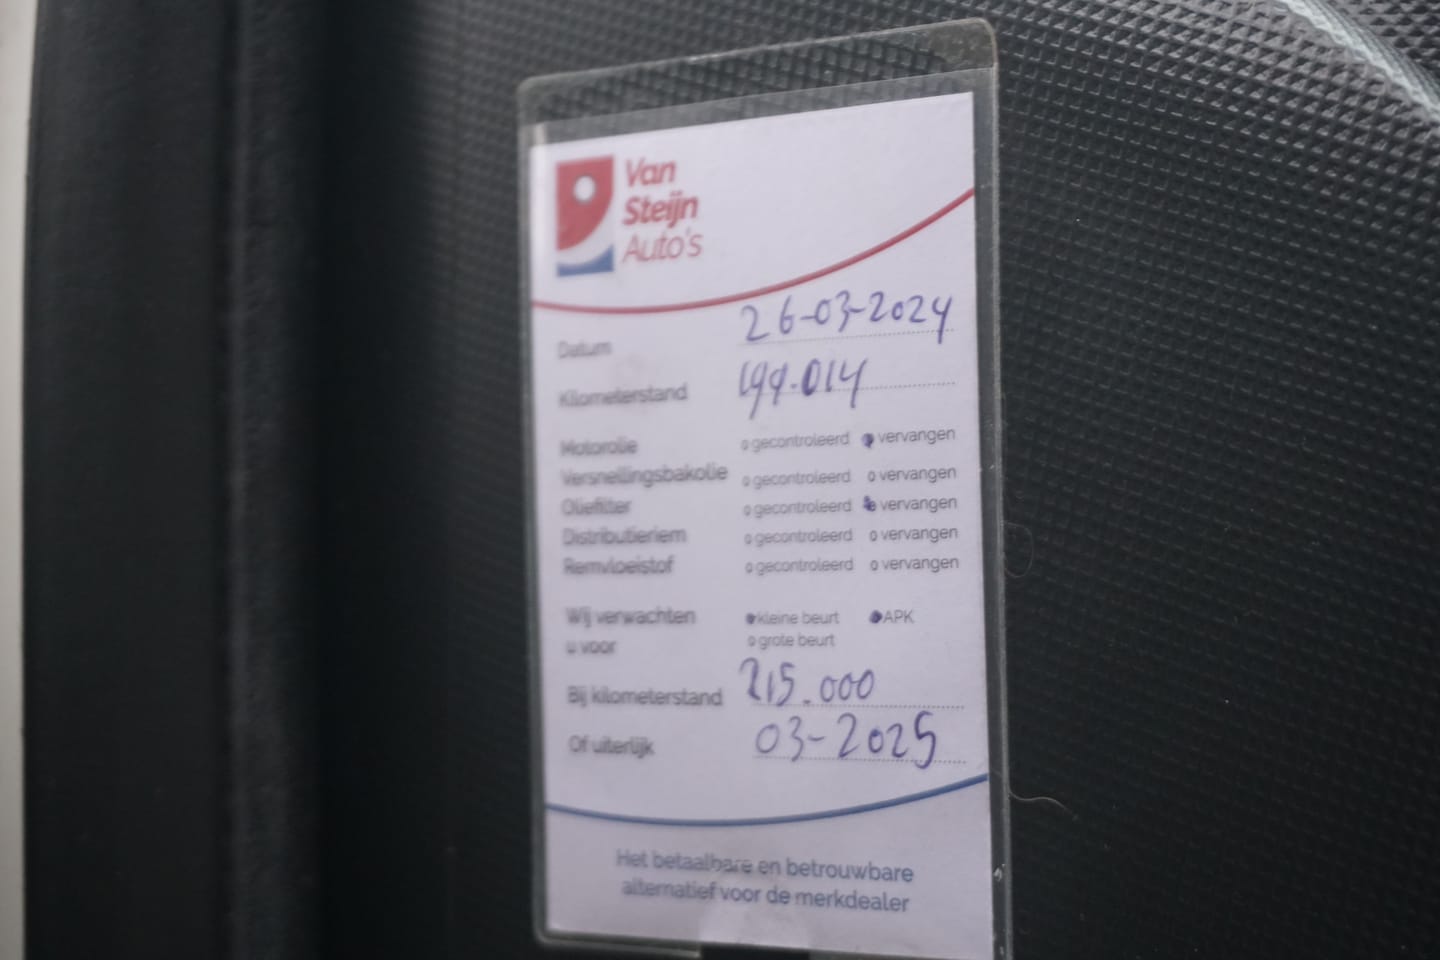 Van
Steijn
Auto's
Datum 26-03-2024
Kilometerstand 199.014
Motorolie o gecontroleerd o vervangen
Versnellingsbakolie o gecontroleerd o vervangen
Oliefilter o gecontroleerd o vervangen
Distributieriem o gecontroleerd o vervangen
Remvloeistof o gecontroleerd o vervangen
Wij verwachten o kleine beurt o APK
u voor o grote beurt
Bij kilometerstand 215.000
Of uiterlijk 03-2025
Het betaalbare en betrouwbare
alternatief voor de merkdealer